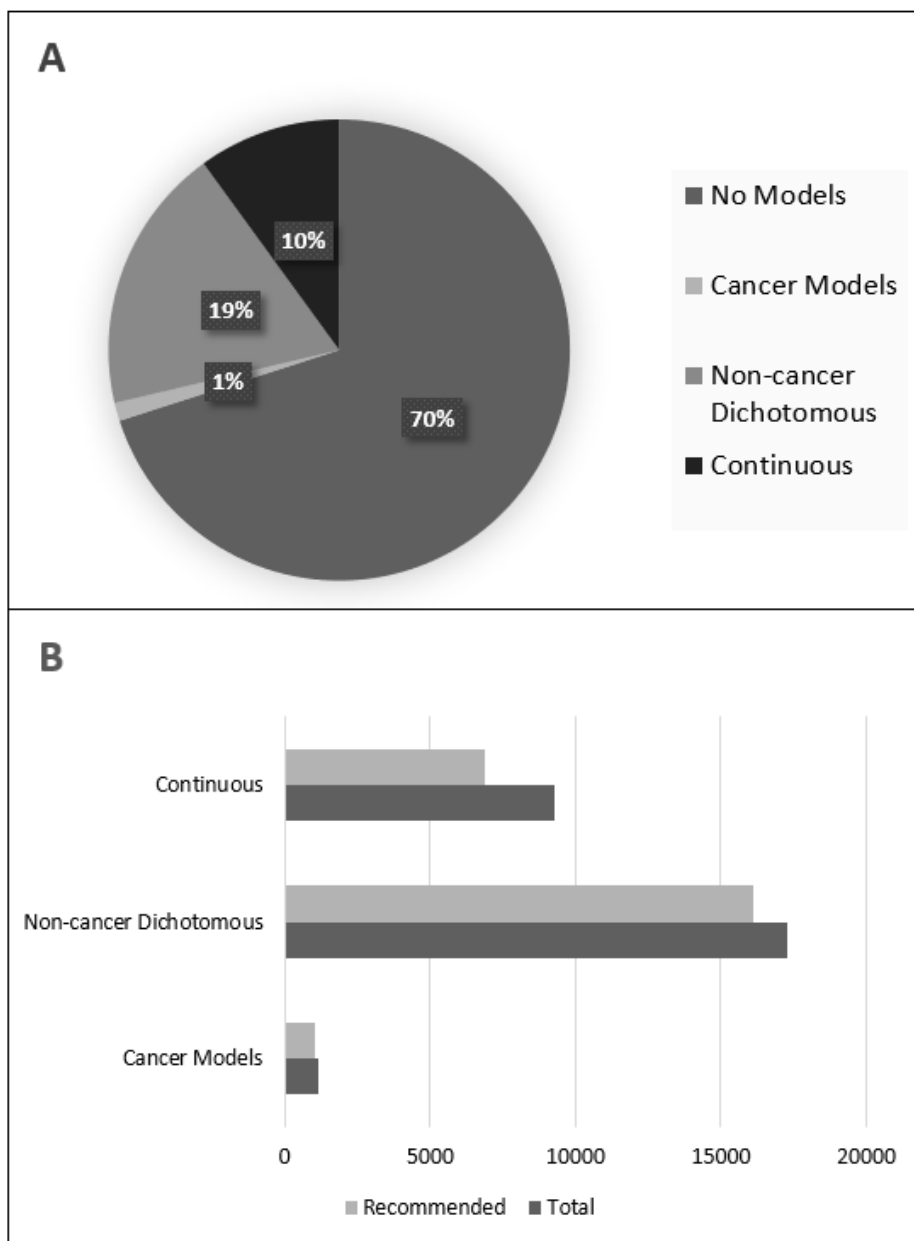 A
10%
19%
1%
70%
No Models
Cancer Models
Non-cancer
Dichotomous
Continuous
B
Continuous
Non-cancer Dichotomous
Cancer Models
0 5000 10000 15000 20000
Recommended Total